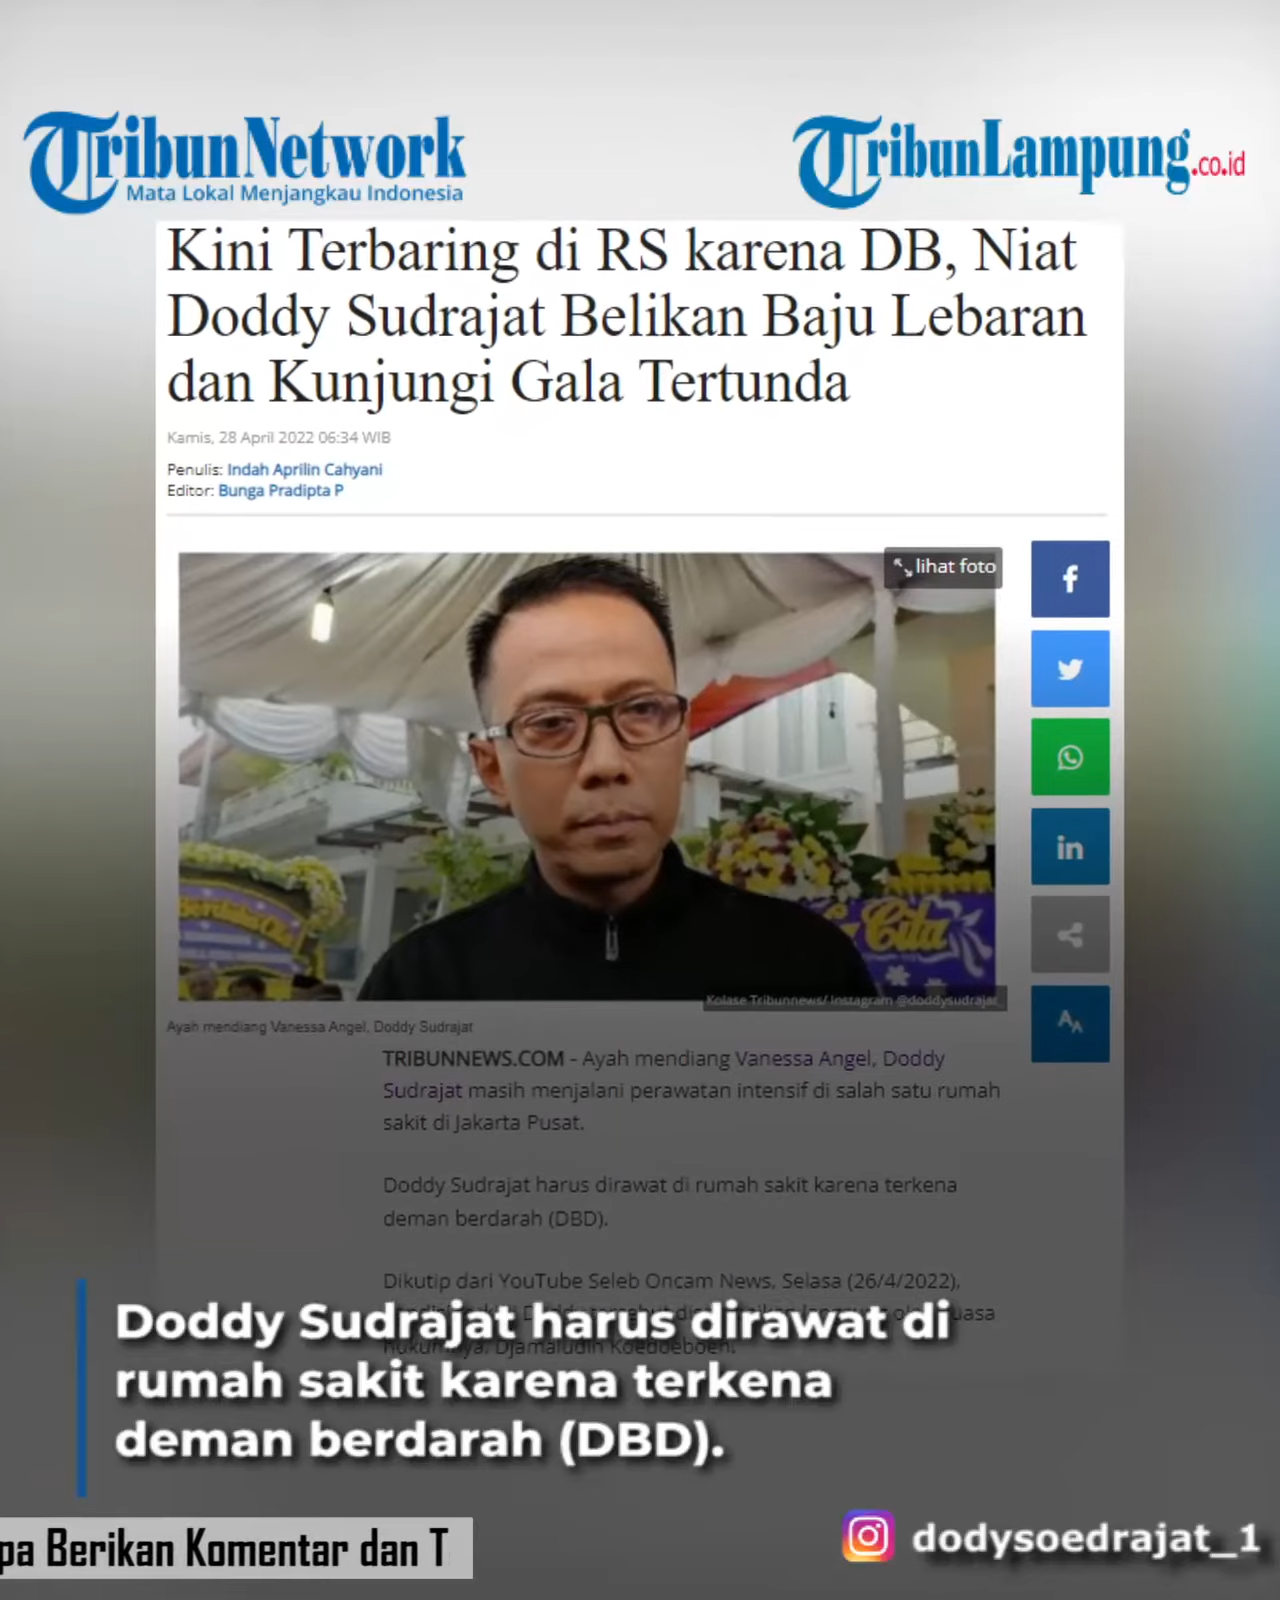 TribunNetwork
Mata Lokal Menjangkau Indonesia
TribunLampung.co.id
Kini Terbaring di RS karena DB, Niat
Doddy Sudrajat Belikan Baju Lebaran
dan Kunjungi Gala Tertunda
Kamis, 28 April 2022 06:34 WIB
Penulis: Indah Aprilin Cahyani
Editor: Bunga Pradipta P
lihat foto
Cita
Kolase Tribunnews/ Instagram @doddysudrajat_
Ayah mendiang Vanessa Angel, Doddy Sudrajat
TRIBUNNEWS.COM - Ayah mendiang Vanessa Angel, Doddy
Sudrajat masih menjalani perawatan intensif di salah satu rumah
sakit di Jakarta Pusat.
Doddy Sudrajat harus dirawat di rumah sakit karena terkena
deman berdarah (DBD).
Dikutip dari YouTube Seleb Oncam News, Selasa (26/4/2022),
Djamaludin Koedoeboen.
Doddy Sudrajat harus dirawat di
rumah sakit karena terkena
deman berdarah (DBD).
pa Berikan Komentar dan T
dodysoedrajat_1